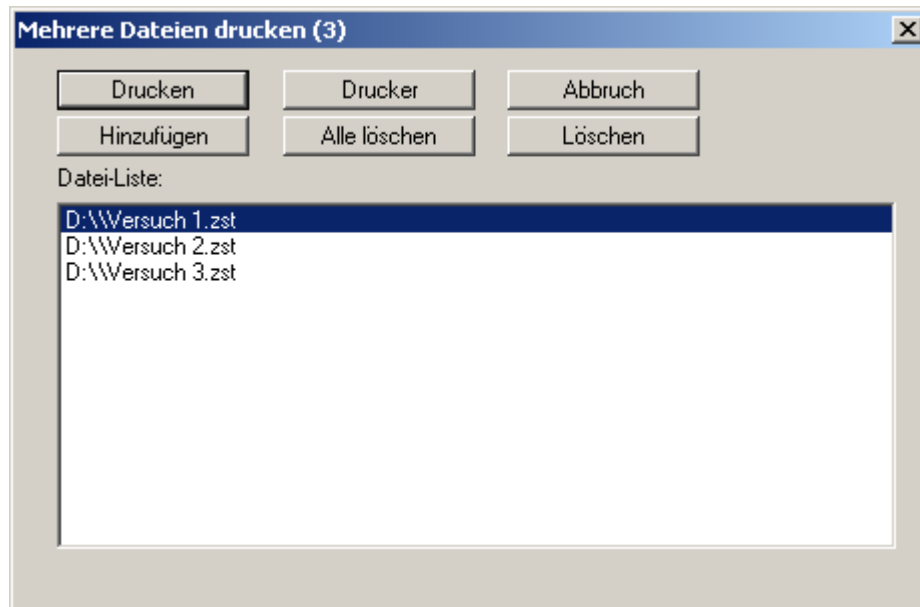 Mehrere Dateien drucken (3)
Drucken Drucker Abbruch
Hinzufügen Alle löschen Löschen
Datei-Liste:
D:\\Versuch 1.zst
D:\\Versuch 2.zst
D:\\Versuch 3.zst